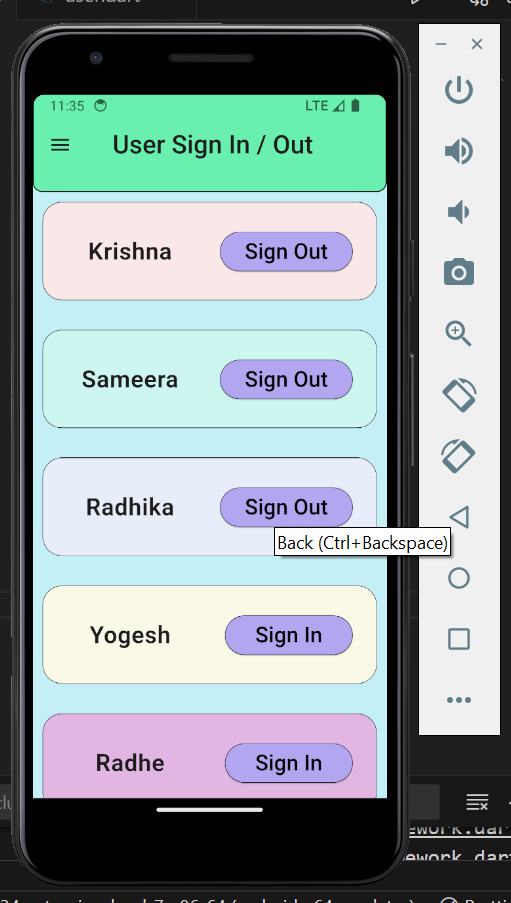 11:35 LTE
User Sign In / Out
Krishna Sign Out
Sameera Sign Out
Radhika Sign Out
Back (Ctrl+Backspace)
Yogesh Sign In
Radhe Sign In